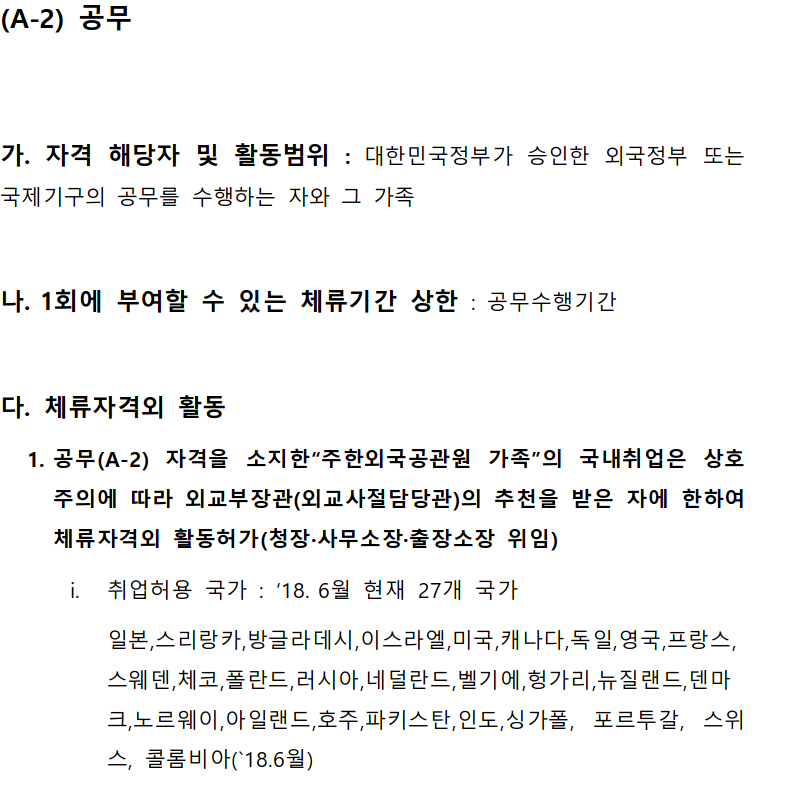 (A-2) 공무
가. 자격 해당자 및 활동범위 : 대한민국정부가 승인한 외국정부 또는
국제기구의 공무를 수행하는 자와 그 가족
나. 1회에 부여할 수 있는 체류기간 상한 : 공무수행기간
다. 체류자격외 활동
1. 공무(A-2) 자격을 소지한“주한외국공관원 가족”의 국내취업은 상호
주의에 따라 외교부장관(외교사절담당관)의 추천을 받은 자에 한하여
체류자격외 활동허가(청장·사무소장·출장소장 위임)
i. 취업허용 국가 : ‘18. 6월 현재 27개 국가
일본,스리랑카,방글라데시,이스라엘,미국,캐나다,독일,영국,프랑스,
스웨덴,체코,폴란드,러시아,네덜란드,벨기에,헝가리,뉴질랜드,덴마
크,노르웨이,아일랜드,호주,파키스탄,인도,싱가폴, 포르투갈, 스위
스, 콜롬비아(`18.6월)